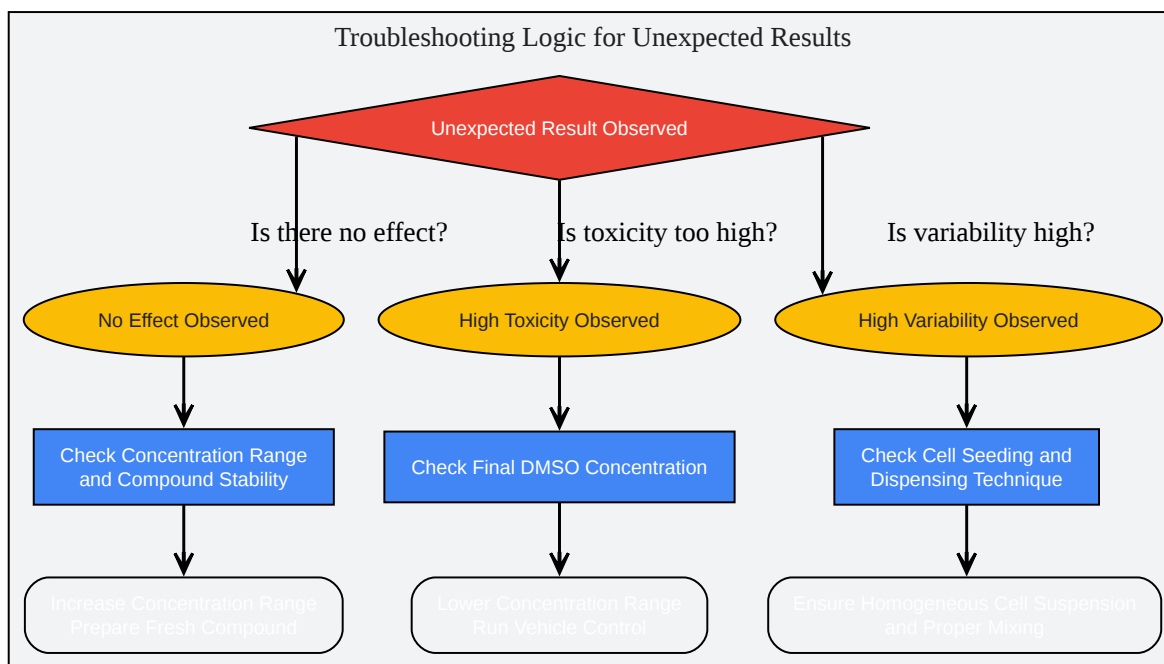 Troubleshooting Logic for Unexpected Results
Unexpected Result Observed
Is there no effect?
Is toxicity too high?
Is variability high?
No Effect Observed
High Toxicity Observed
High Variability Observed
Check Concentration Range
and Compound Stability
Check Final DMSO Concentration
Check Cell Seeding and
Dispensing Technique
Increase Concentration Range
Prepare Fresh Compound
Lower Concentration Range
Run Vehicle Control
Ensure Homogeneous Cell Suspension
and Proper Mixing